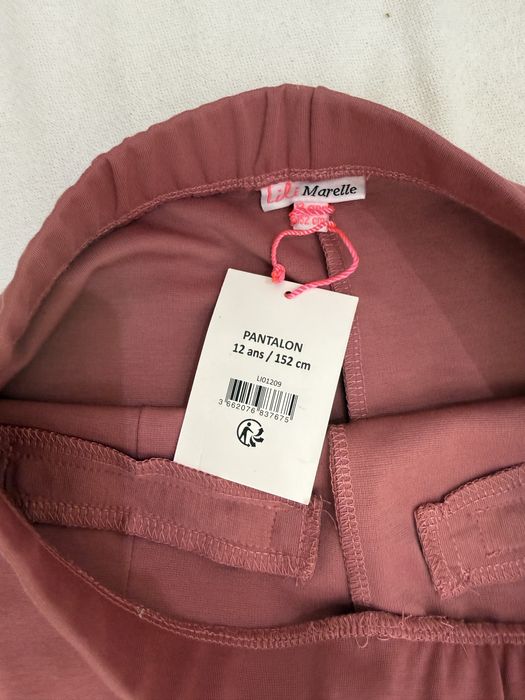 Lili Marelle
PANTALON
12 ans / 152 cm
LI01209
3 662076 837675